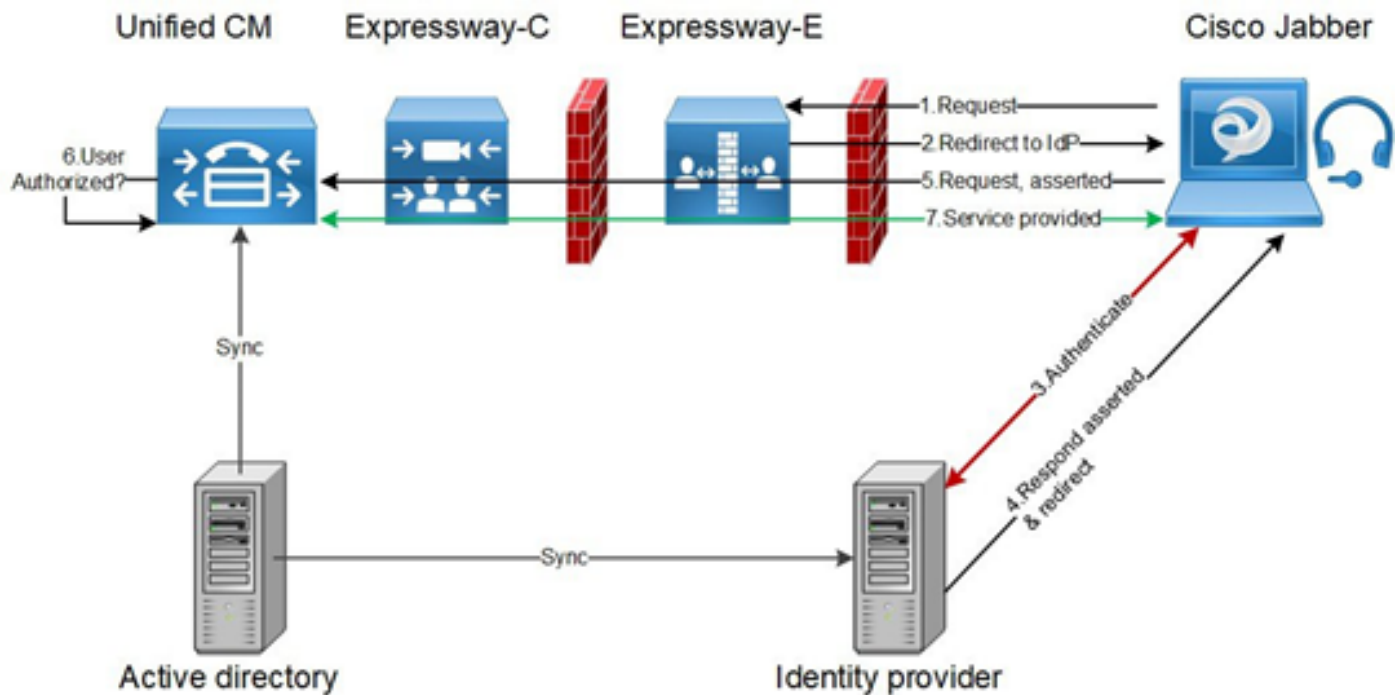 Unified CM
Expressway-C
Expressway-E
Cisco Jabber
1.Request
2.Redirect to IdP
6.User
Authorized?
5.Request, asserted
7.Service provided
Sync
3.Authenticate
4.Respond asserted
& redirect
Sync
Active directory
Identity provider